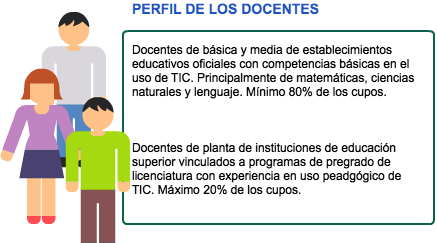 PERFIL DE LOS DOCENTES
Docentes de básica y media de establecimientos
educativos oficiales con competencias básicas en el
uso de TIC. Principalmente de matemáticas, ciencias
naturales y lenguaje. Mínimo 80% de los cupos.
Docentes de planta de instituciones de educación
superior vinculados a programas de pregrado de
licenciatura con experiencia en uso peadgógico de
TIC. Máximo 20% de los cupos.